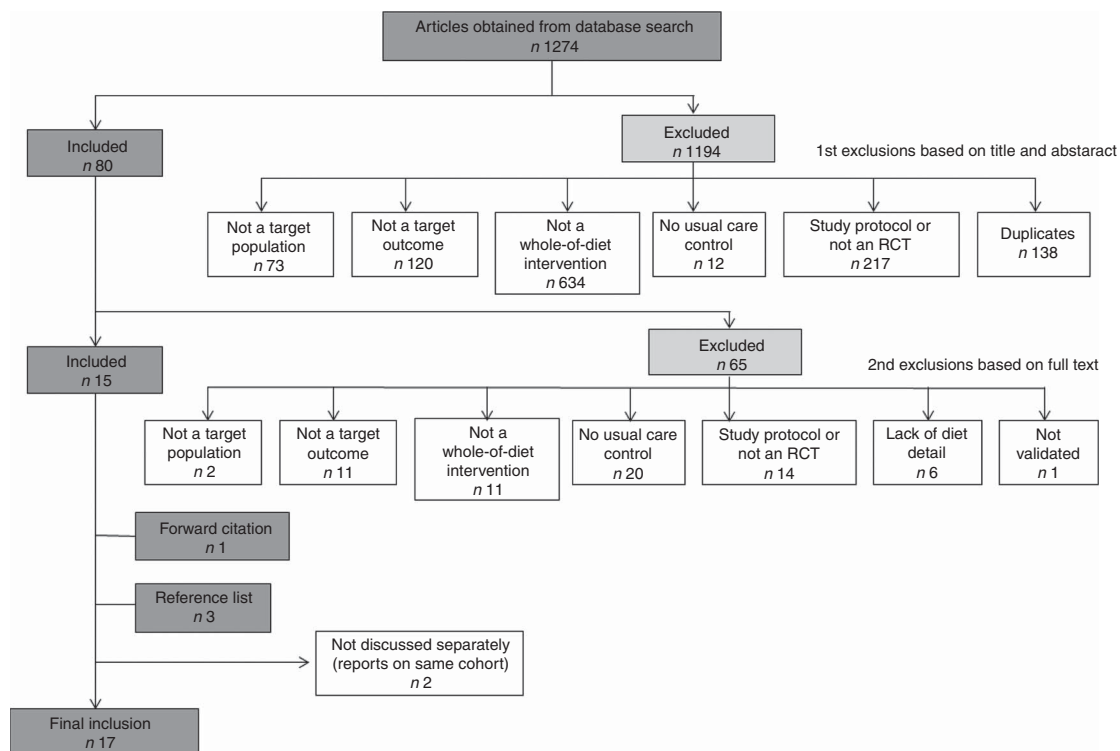 Articles obtained from database search
n 1274
Included
n 80
Excluded
n 1194
1st exclusions based on title and abstaract
Not a target
population
n 73
Not a target
outcome
n 120
Not a
whole-of-diet
intervention
n 634
No usual care
control
n 12
Study protocol or
not an RCT
n 217
Duplicates
n 138
Included
n 15
Excluded
n 65
2nd exclusions based on full text
Not a target
population
n 2
Not a target
outcome
n 11
Not a
whole-of-diet
intervention
n 11
No usual care
control
n 20
Study protocol or
not an RCT
n 14
Lack of diet
detail
n 6
Not
validated
n 1
Forward citation
n 1
Reference list
n 3
Not discussed separately
(reports on same cohort)
n 2
Final inclusion
n 17